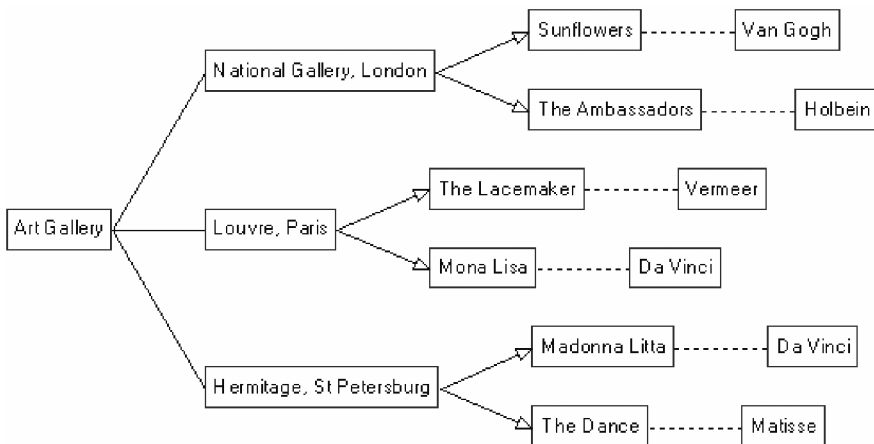 Sunflowers
Van Gogh
National Gallery, London
The Ambassadors
Holbein
The Lacemaker
Vermeer
Art Gallery
Louvre, Paris
Mona Lisa
Da Vinci
Madonna Litta
Da Vinci
Hermitage, St Petersburg
The Dance
Matisse